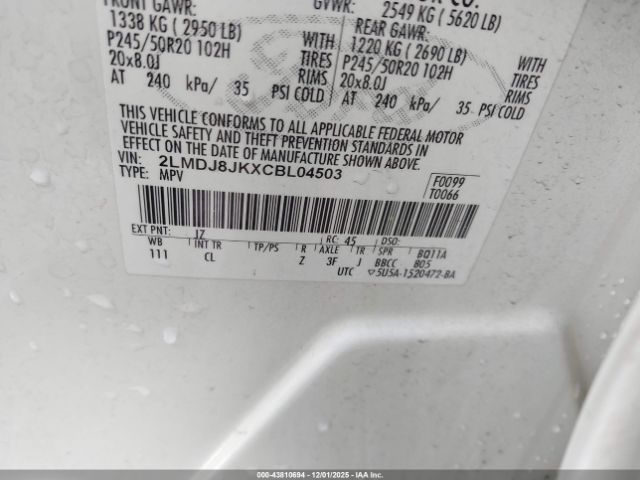 FRONT GAWR:
1338 KG ( 2950 LB)
P245/50R20 102H WITH
20x8.0J TIRES
AT 240 kPa/ 35 RIMS
PSI COLD
GVWR:
2549 KG ( 5620 LB)
REAR GAWR:
1220 KG ( 2690 LB) WITH
P245/50R20 102H TIRES
20x8.0J RIMS
AT 240 kPa/ 35 PSI COLD
THIS VEHICLE CONFORMS TO ALL APPLICABLE FEDERAL MOTOR
VEHICLE SAFETY AND THEFT PREVENTION STANDARDS IN
EFFECT ON THE DATE OF MANUFACTURE SHOWN ABOVE.
VIN: 2LMDJ8JKXCBL04503
TYPE: MPV
F0099
T0066
EXT PNT: JZ RC: 45 DSO:
WB INT TR TP/PS R AXLE TR SPR BQ11A
111 CL Z 3F J BBCC B05
UTC 5U5A-1520472-BA
00-43810694 | 12/01/2025 - IAAI.com